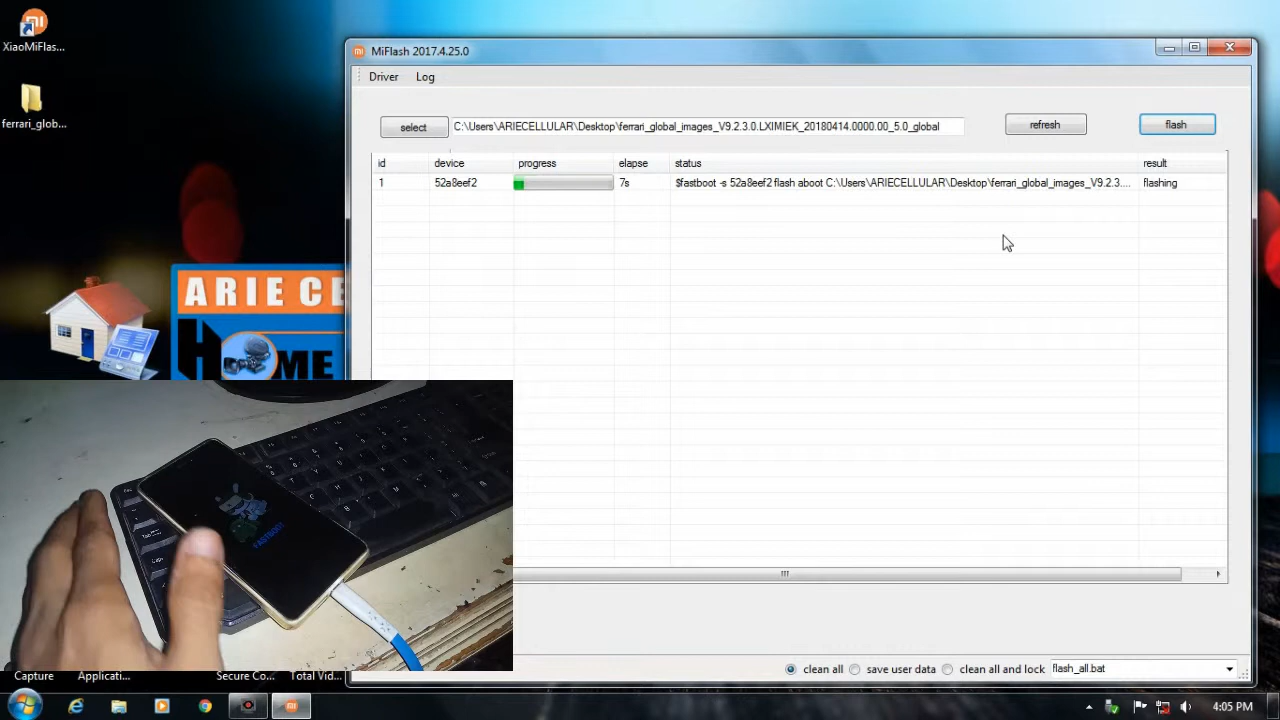 XiaoMiFlas...
ferrari_glob...
ARIE CE
HOME
MiFlash 2017.4.25.0
Driver Log
select C:\Users\ARIECELLULAR\Desktop\ferrari_global_images_V9.2.3.0.LXIMIEK_20180414.0000.00_5.0_global refresh flash
id device progress elapse status result
1 52a8eef2 7s $fastboot -s 52a8eef2 flash aboot C:\Users\ARIECELLULAR\Desktop\ferrari_global_images_V9.2.3.... flashing
FASTBOOT
clean all save user data clean all and lock flash_all.bat
Capture Applicati... Secure Co... Total Vid...
4:05 PM